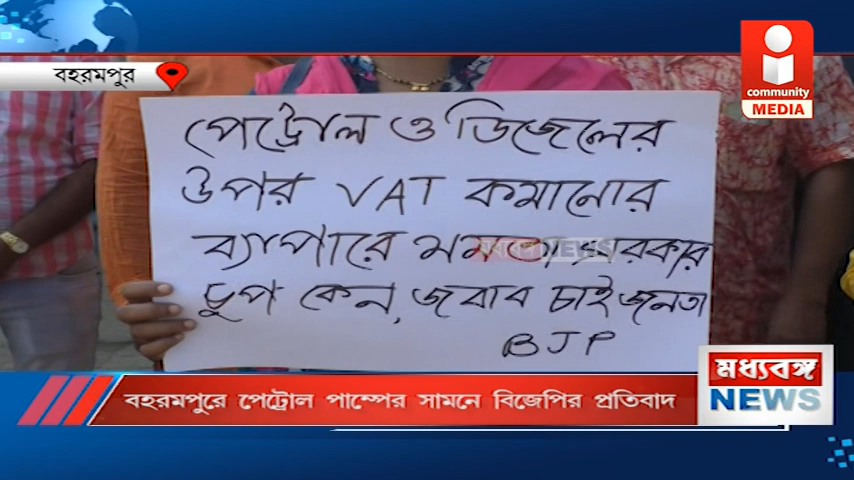 বহরমপুর
i
community
MEDIA
পেট্রোল ও ডিজেলের
উপর VAT কমানোর
ব্যাপারে মমতা সরকার
চুপ কেন, জবাব চাই জনতা
BJP
বহরমপুরে পেট্রোল পাম্পের সামনে বিজেপির প্রতিবাদ
মধ্যবঙ্গ
NEWS